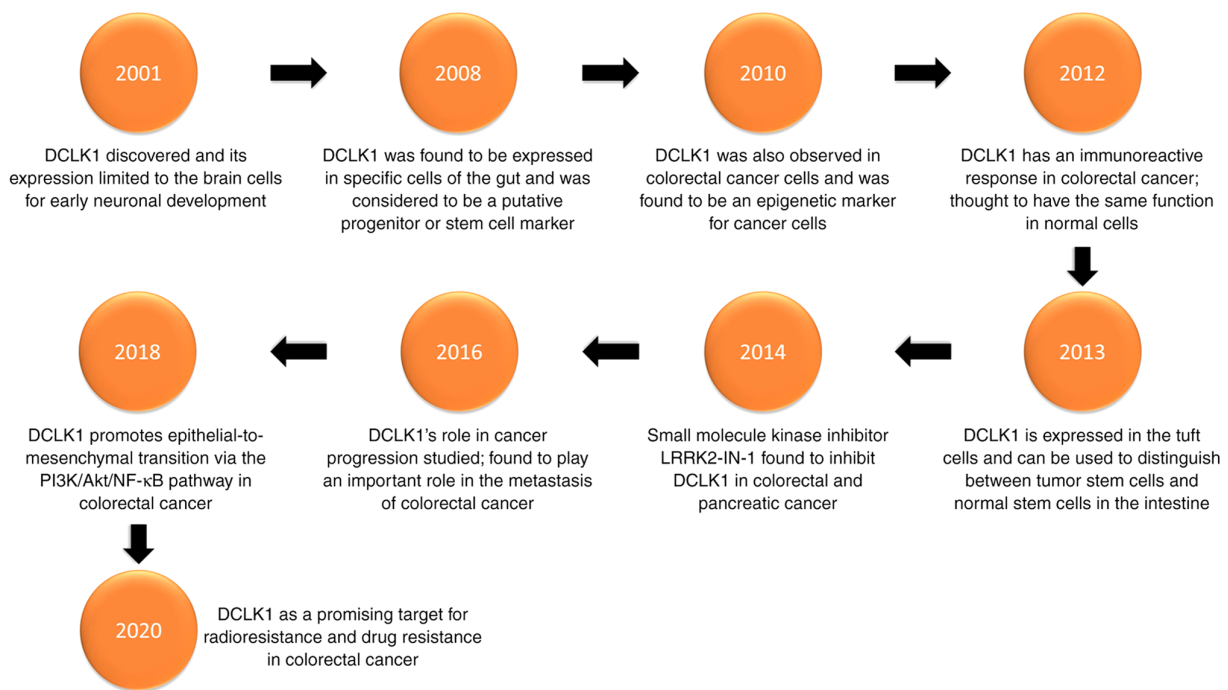 2001
DCLK1 discovered and its
expression limited to the brain cells
for early neuronal development
2008
DCLK1 was found to be expressed
in specific cells of the gut and was
considered to be a putative
progenitor or stem cell marker
2010
DCLK1 was also observed in
colorectal cancer cells and was
found to be an epigenetic marker
for cancer cells
2012
DCLK1 has an immunoreactive
response in colorectal cancer;
thought to have the same function
in normal cells
2013
DCLK1 is expressed in the tuft
cells and can be used to distinguish
between tumor stem cells and
normal stem cells in the intestine
2014
Small molecule kinase inhibitor
LRRK2-IN-1 found to inhibit
DCLK1 in colorectal and
pancreatic cancer
2016
DCLK1’s role in cancer
progression studied; found to play
an important role in the metastasis
of colorectal cancer
2018
DCLK1 promotes epithelial-to-
mesenchymal transition via the
PI3K/Akt/NF-κB pathway in
colorectal cancer
2020
DCLK1 as a promising target for
radioresistance and drug resistance
in colorectal cancer